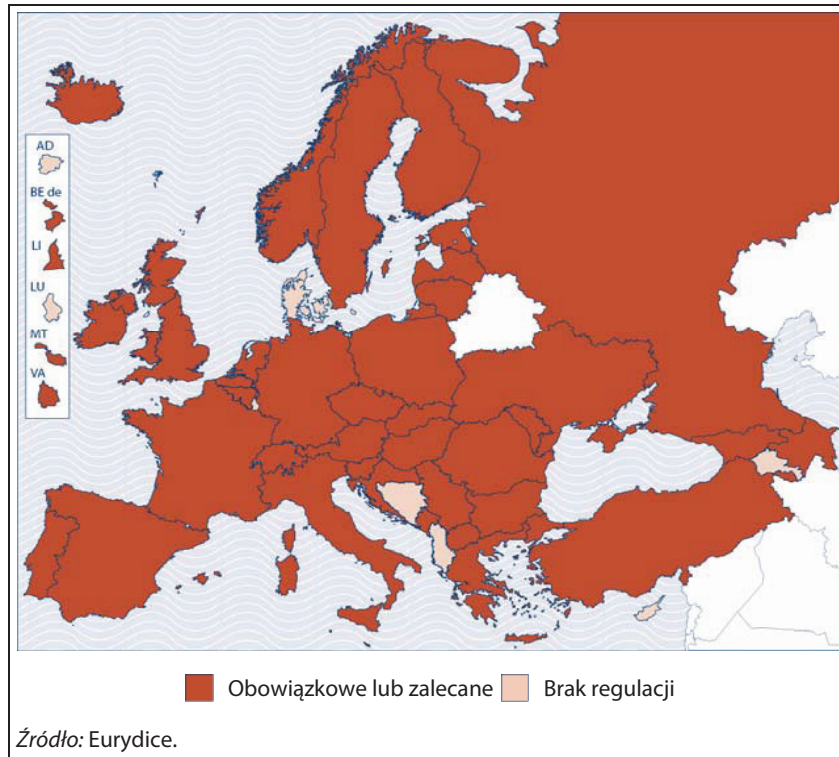 AD
BE de
LI
LU
MT
VA
Obowiązkowe lub zalecane Brak regulacji
Źródło: Eurydice.